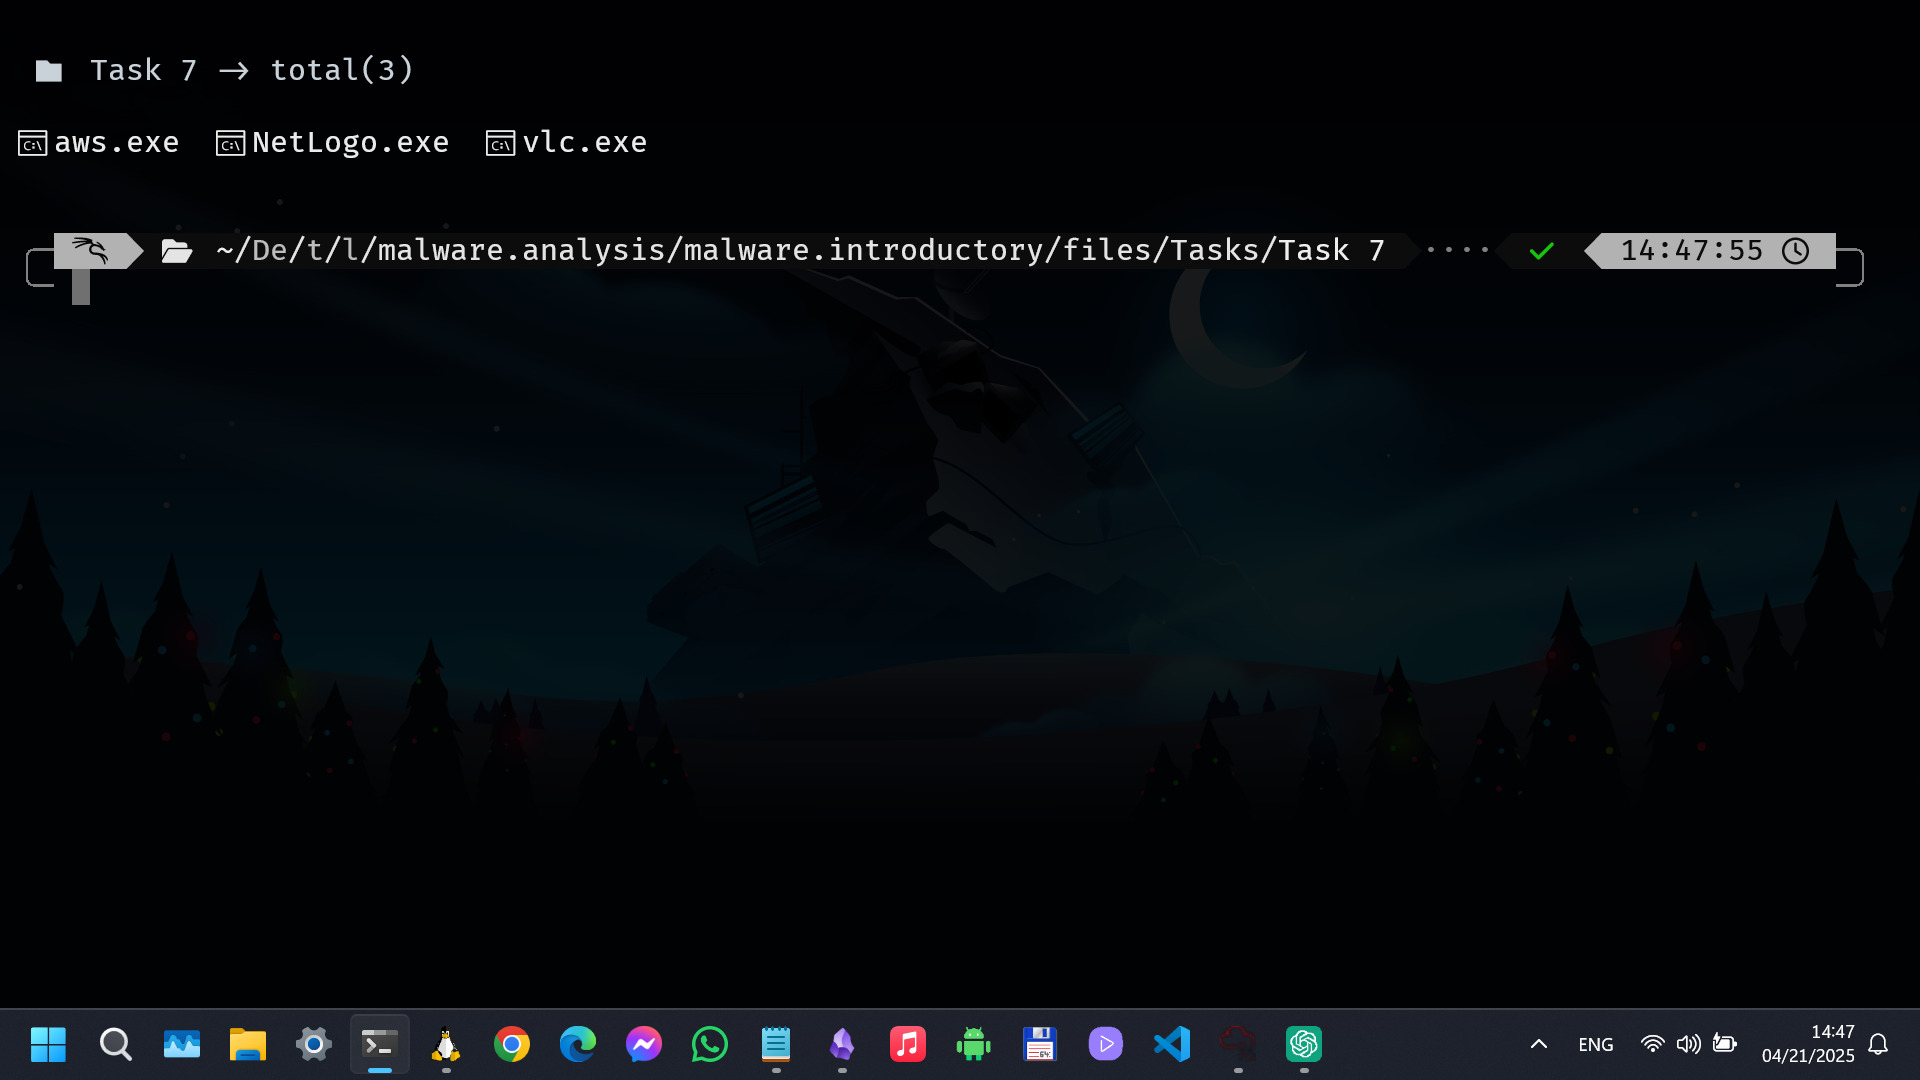 Task 7 → total(3)
aws.exe NetLogo.exe vlc.exe
~/De/t/l/malware.analysis/malware.introductory/files/Tasks/Task 7 14:47:55
ENG 14:47
04/21/2025